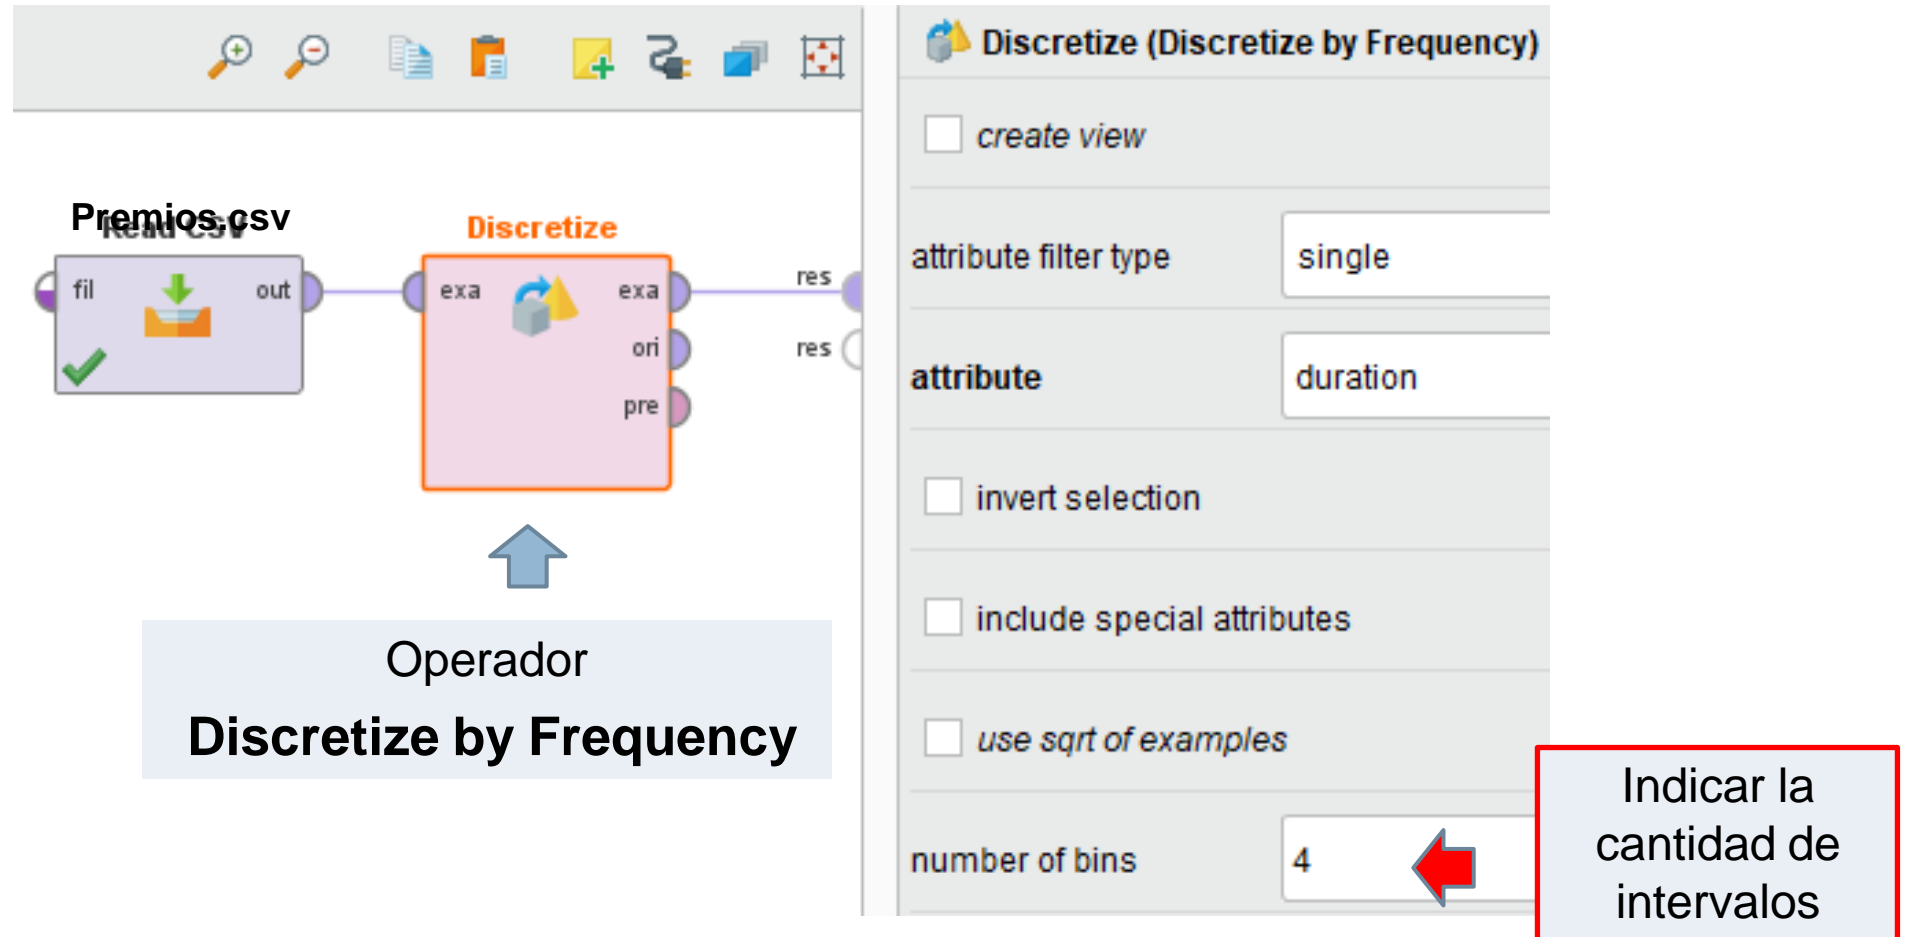 Discretize (Discretize by Frequency)
create view
Premios.csv
Read CSV
Discretize
fil
out
exa
exa
ori
pre
res
res
attribute filter type
single
attribute
duration
invert selection
include special attributes
Operador
Discretize by Frequency
use sqrt of examples
number of bins
4
Indicar la
cantidad de
intervalos